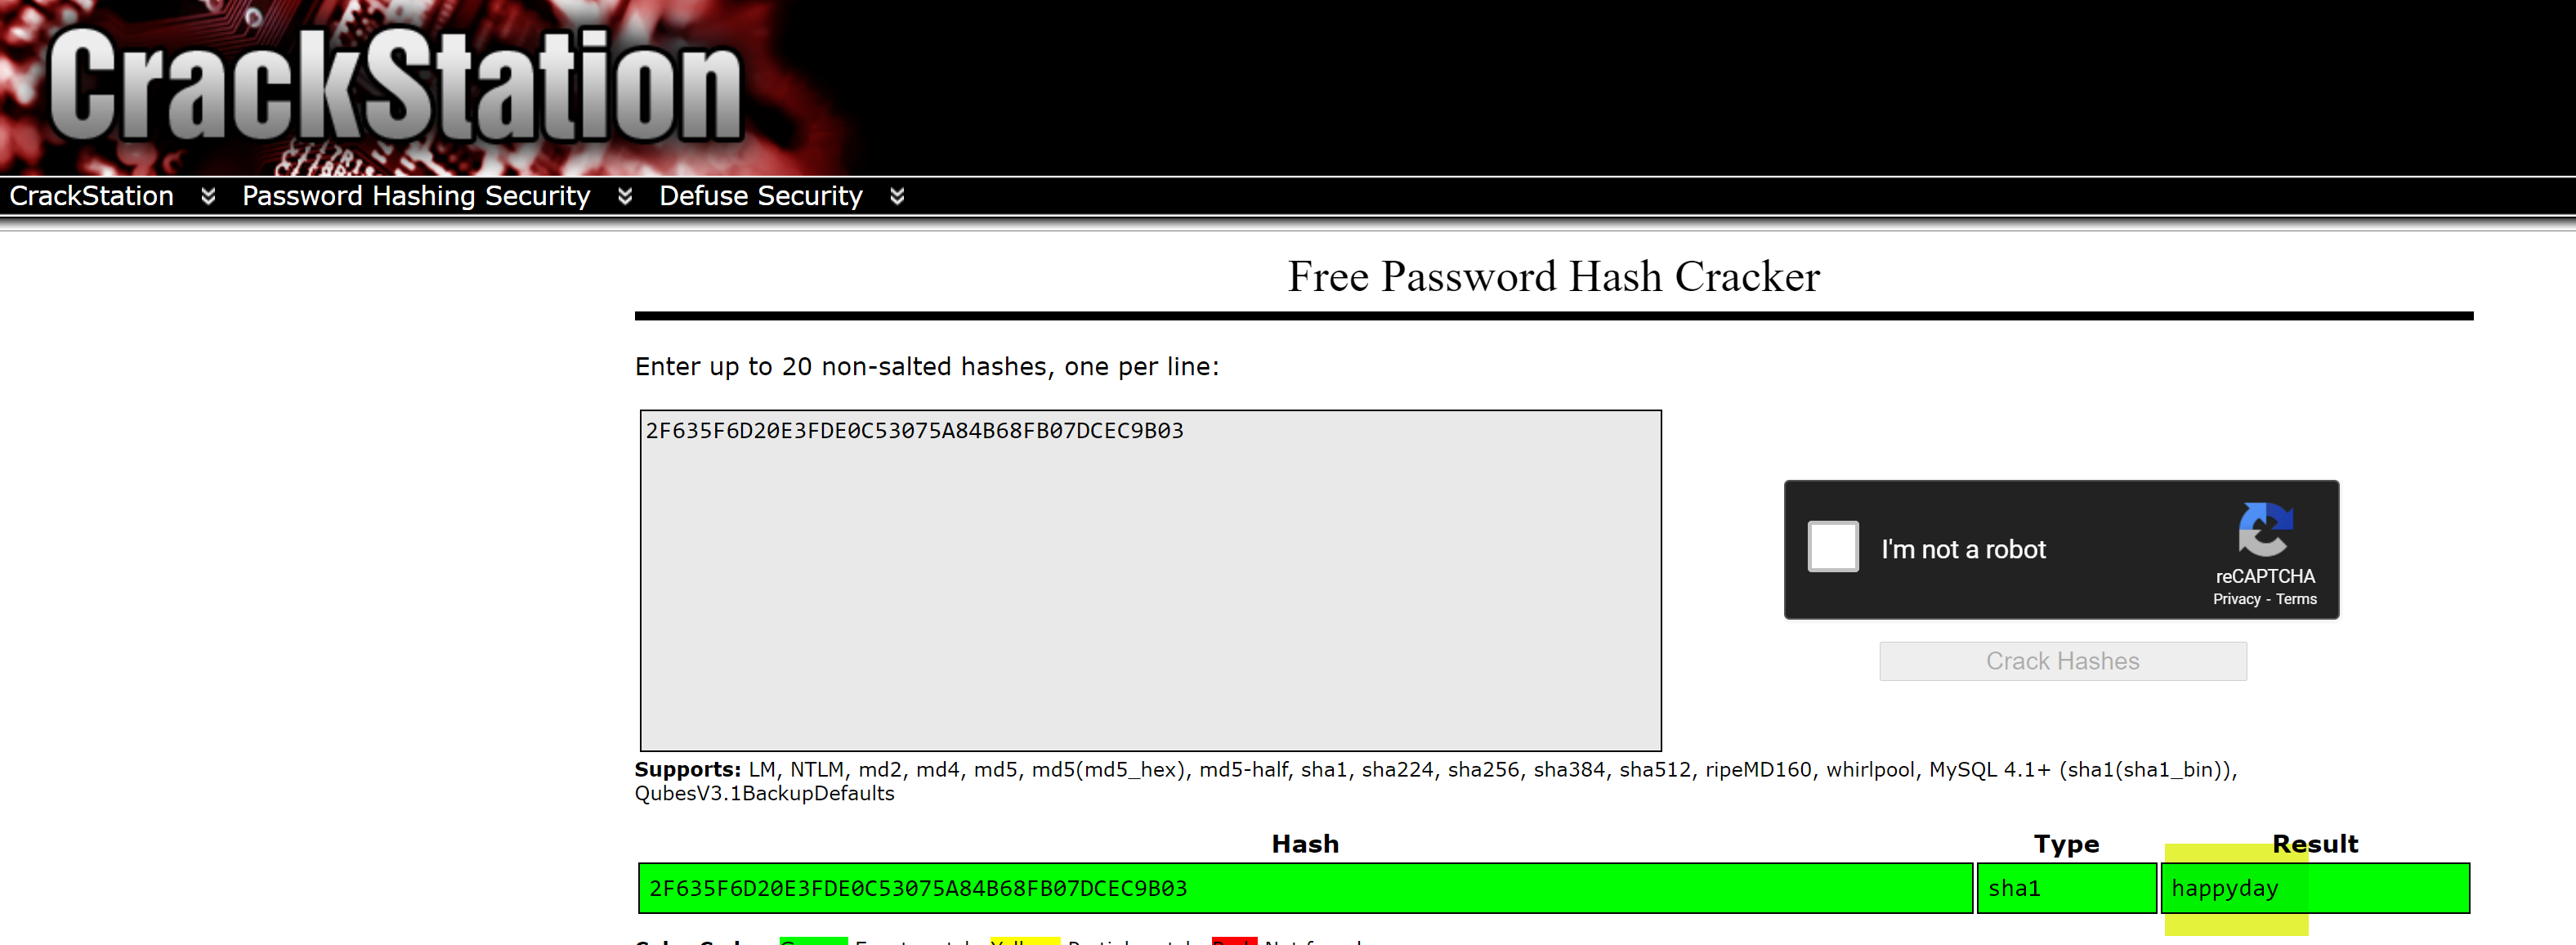 CrackStation
CrackStation Password Hashing Security Defuse Security
Free Password Hash Cracker
Enter up to 20 non-salted hashes, one per line:
2F635F6D20E3FDE0C53075A84B68FB07DCEC9B03
I'm not a robot
reCAPTCHA
Privacy - Terms
Crack Hashes
Supports: LM, NTLM, md2, md4, md5, md5(md5_hex), md5-half, sha1, sha224, sha256, sha384, sha512, ripeMD160, whirlpool, MySQL 4.1+ (sha1(sha1_bin)),
QubesV3.1BackupDefaults
Hash Type Result
2F635F6D20E3FDE0C53075A84B68FB07DCEC9B03 sha1 happyday